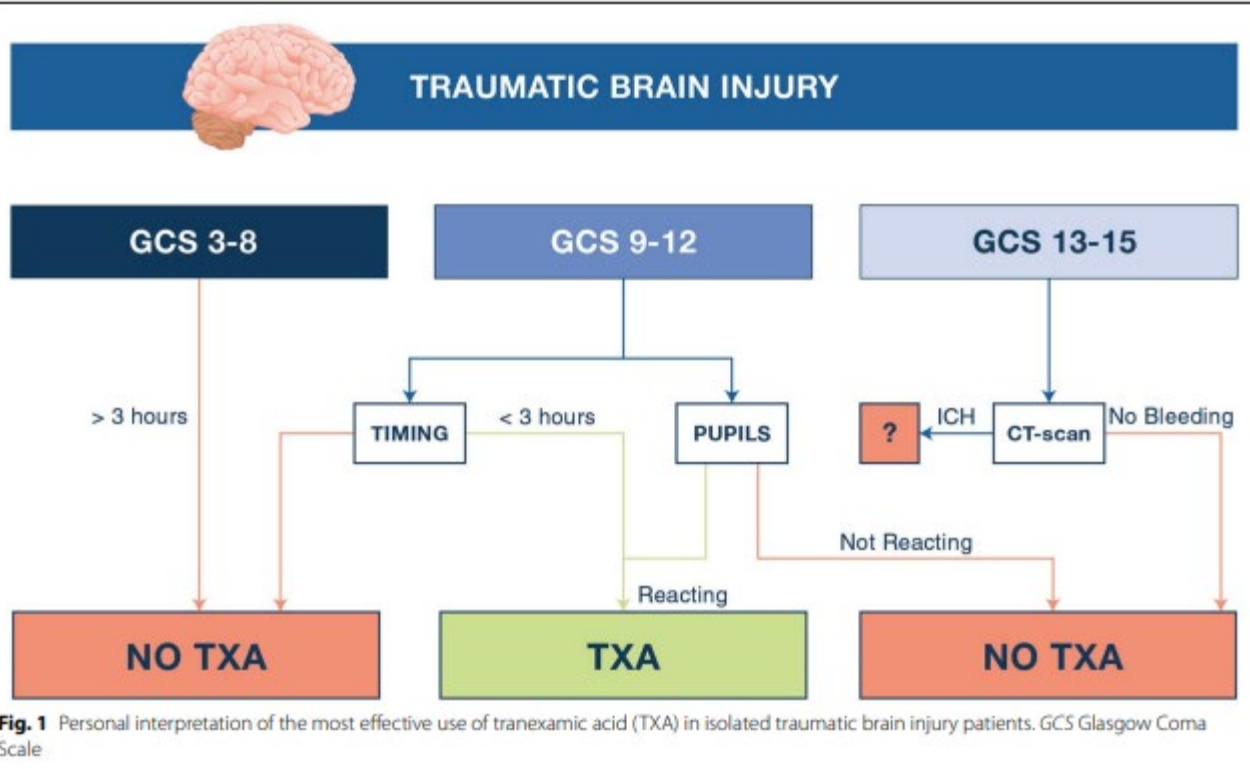 TRAUMATIC BRAIN INJURY
GCS 3-8
GCS 9-12
GCS 13-15
> 3 hours
TIMING
< 3 hours
PUPILS
?
ICH
CT-scan
No Bleeding
Not Reacting
Reacting
NO TXA
TXA
NO TXA
Fig. 1 Personal interpretation of the most effective use of tranexamic acid (TXA) in isolated traumatic brain injury patients. GCS Glasgow Coma
Scale